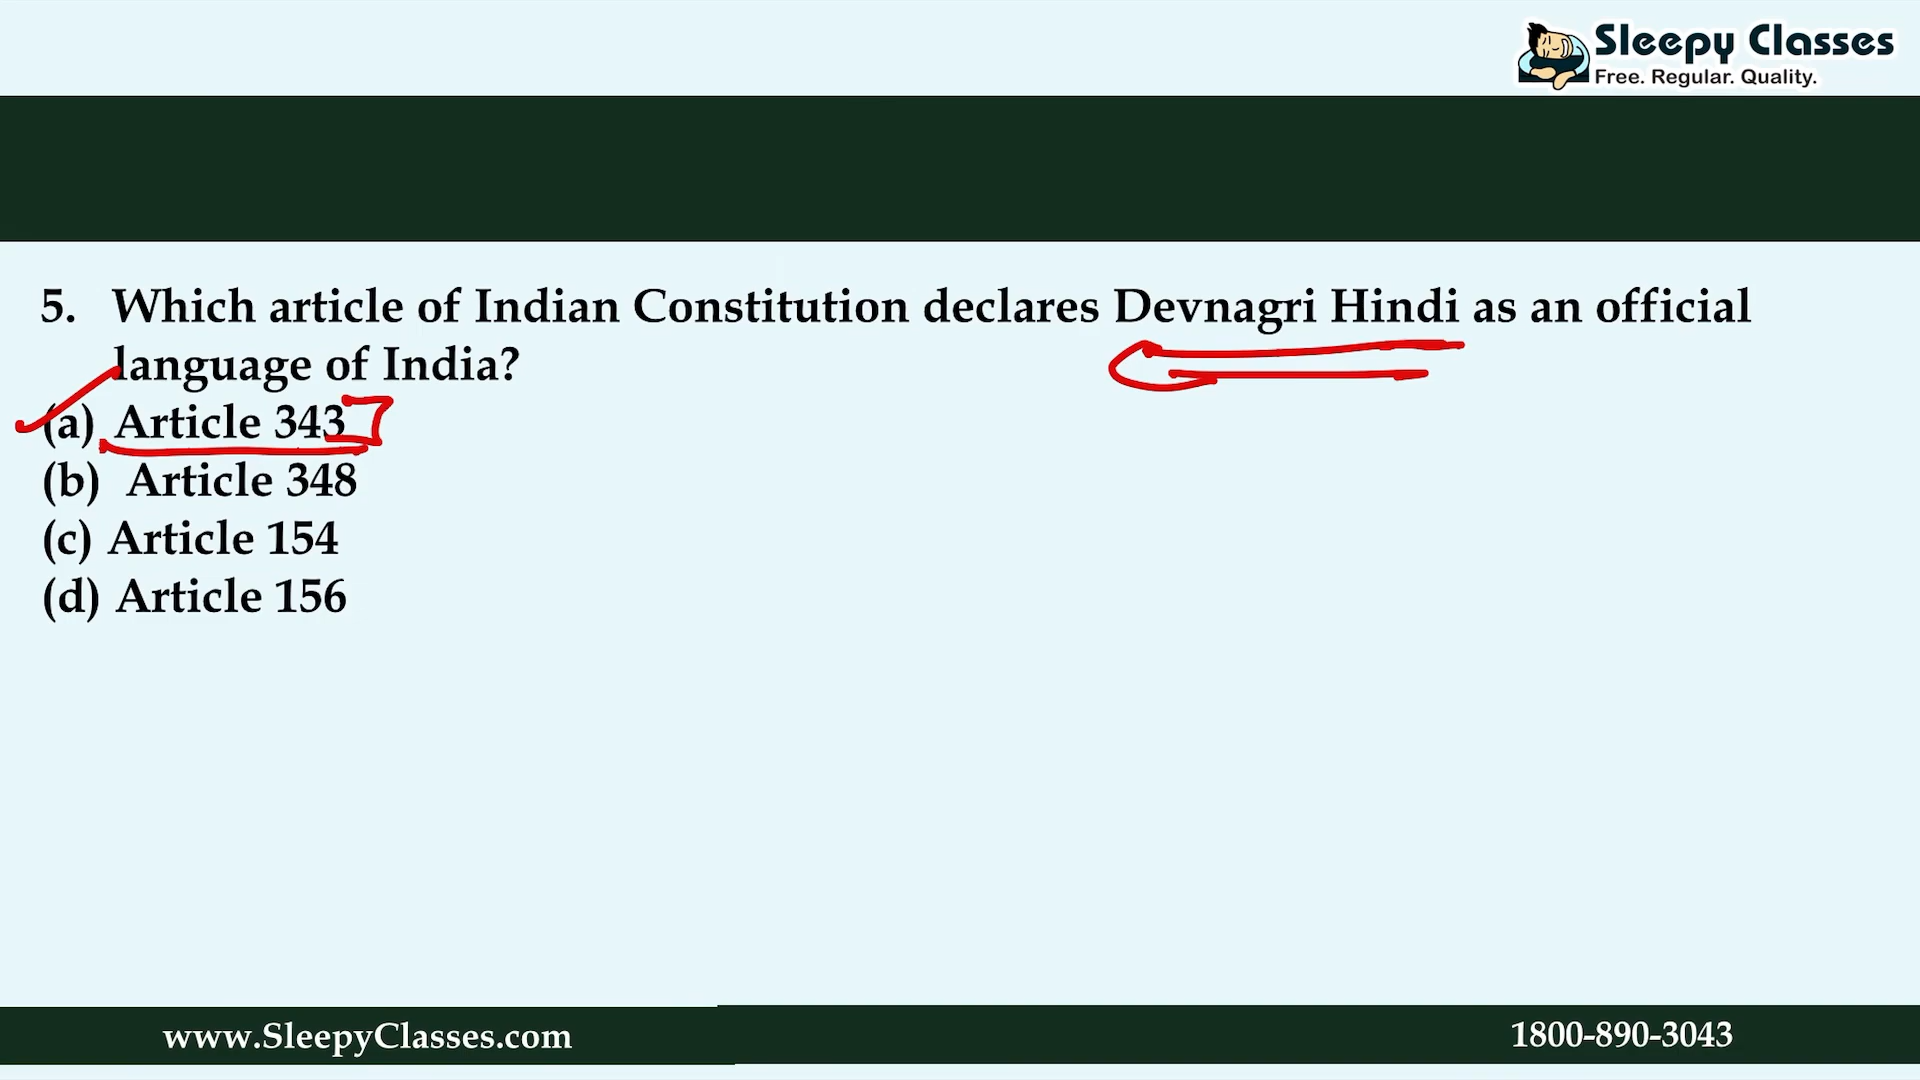 Sleepy Classes
Free. Regular. Quality.
5. Which article of Indian Constitution declares Devnagri Hindi as an official
language of India?
(a) Article 343
(b) Article 348
(c) Article 154
(d) Article 156
www.SleepyClasses.com
1800-890-3043